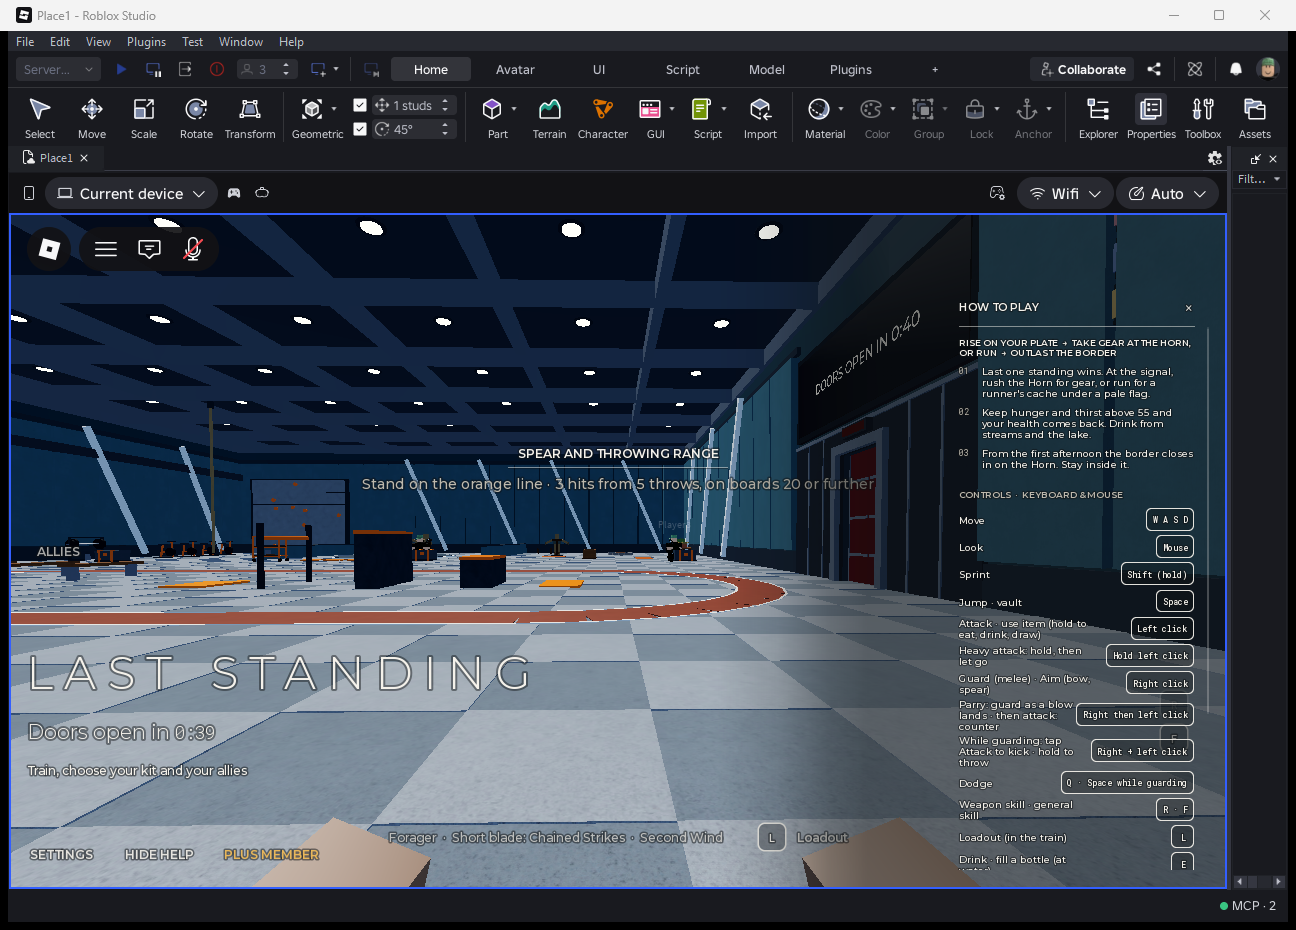 Place1 - Roblox Studio
File Edit View Plugins Test Window Help
Server... 3 Home Avatar UI Script Model Plugins + Collaborate
Select Move Scale Rotate Transform Geometric 1 studs 45° Part Terrain Character GUI Script Import Material Color Group Lock Anchor Explorer Properties Toolbox Assets
Place1
Filt...
Current device Wifi Auto
DOORS OPEN IN 0:40
SPEAR AND THROWING RANGE
Stand on the orange line · 3 hits from 5 throws, on boards 20 or further
Player
ALLIES
LAST STANDING
Doors open in 0:39
Train, choose your kit and your allies
Forager · Short blade: Chained Strikes · Second Wind L Loadout
SETTINGS HIDE HELP PLUS MEMBER
HOW TO PLAY ×
RISE ON YOUR PLATE → TAKE GEAR AT THE HORN,
OR RUN → OUTLAST THE BORDER
01 Last one standing wins. At the signal,
rush the Horn for gear, or run for a
runner's cache under a pale flag.
02 Keep hunger and thirst above 55 and
your health comes back. Drink from
streams and the lake.
03 From the first afternoon the border closes
in on the Horn. Stay inside it.
CONTROLS · KEYBOARD & MOUSE
Move W A S D
Look Mouse
Sprint Shift (hold)
Jump · vault Space
Attack · use item (hold to
eat, drink, draw) Left click
Heavy attack: hold, then
let go Hold left click
Guard (melee) · Aim (bow,
spear) Right click
Parry: guard as a blow
lands · then attack:
counter Right then left click
While guarding: tap
Attack to kick · hold to
throw Right + left click
Dodge Q · Space while guarding
Weapon skill · general
skill R · F
Loadout (in the train) L
Drink · fill a bottle (at
water) E
MCP · 2